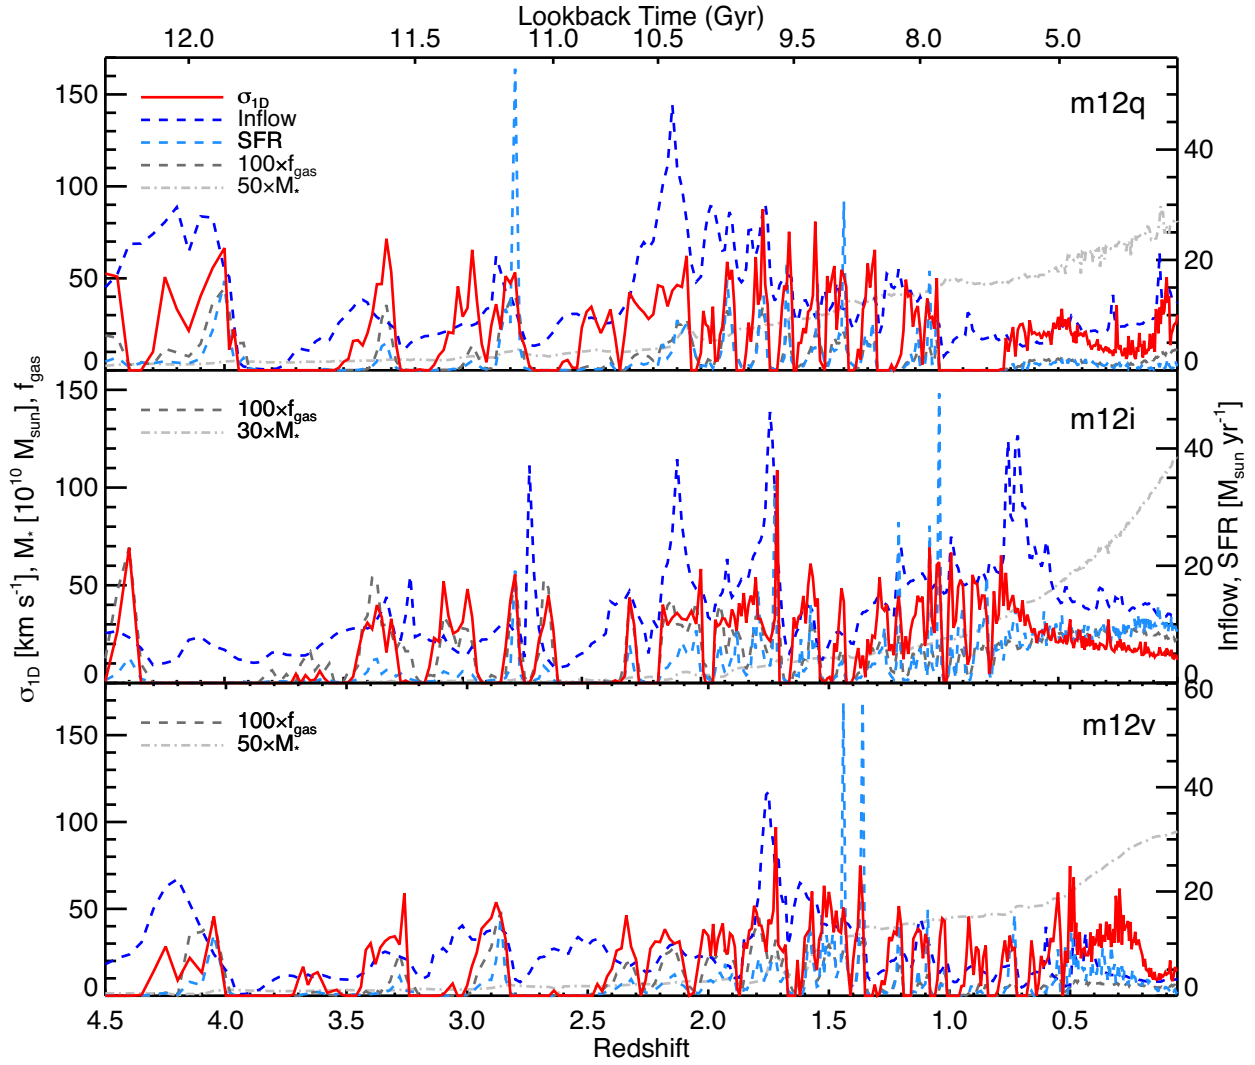 Lookback Time (Gyr)
12.0 11.5 11.0 10.5 9.5 8.0 5.0
m12q
σ1D
Inflow
SFR
100×fgas
50×M*
150
100
50
0
40
20
0
m12i
100×fgas
30×M*
150
100
50
0
40
20
0
m12v
100×fgas
50×M*
150
100
50
0
60
40
20
0
σ1D [km s-1], M* [10^10 Msun], fgas
Inflow, SFR [Msun yr-1]
4.5 4.0 3.5 3.0 2.5 2.0 1.5 1.0 0.5
Redshift